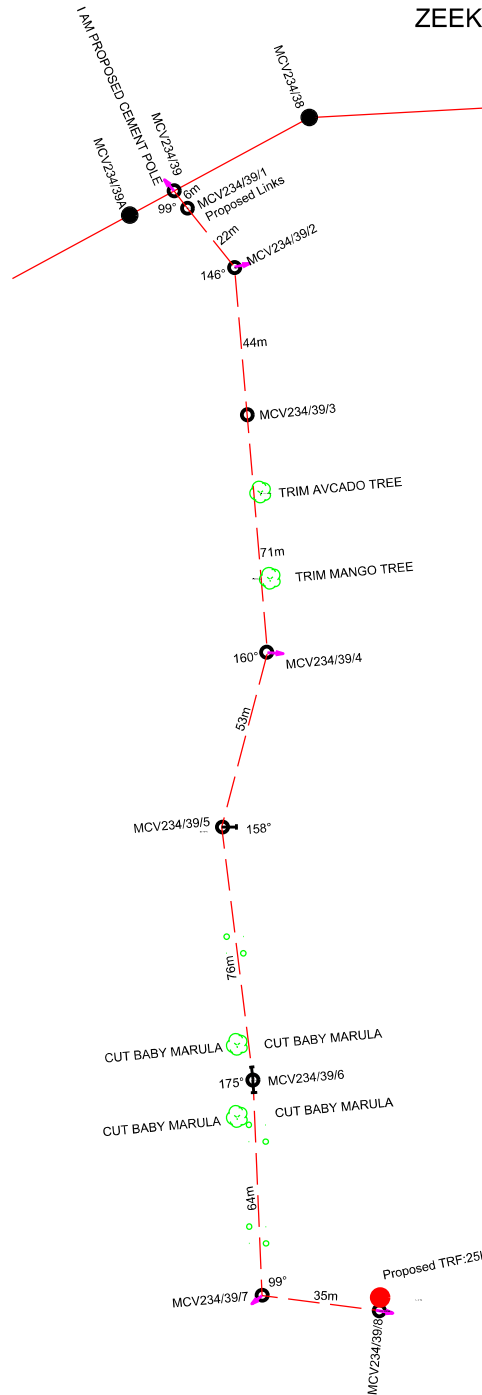 ZEEK
I AM PROPOSED CEMENT POLE
MCV234/38
MCV234/39
MCV234/39A
99°
6m
MCV234/39/1
Proposed Links
22m
MCV234/39/2
146°
44m
MCV234/39/3
TRIM AVCADO TREE
71m
TRIM MANGO TREE
160°
MCV234/39/4
53m
MCV234/39/5
158°
76m
CUT BABY MARULA
CUT BABY MARULA
175°
MCV234/39/6
CUT BABY MARULA
CUT BABY MARULA
64m
99°
MCV234/39/7
35m
Proposed TRF:25
MCV234/39/8